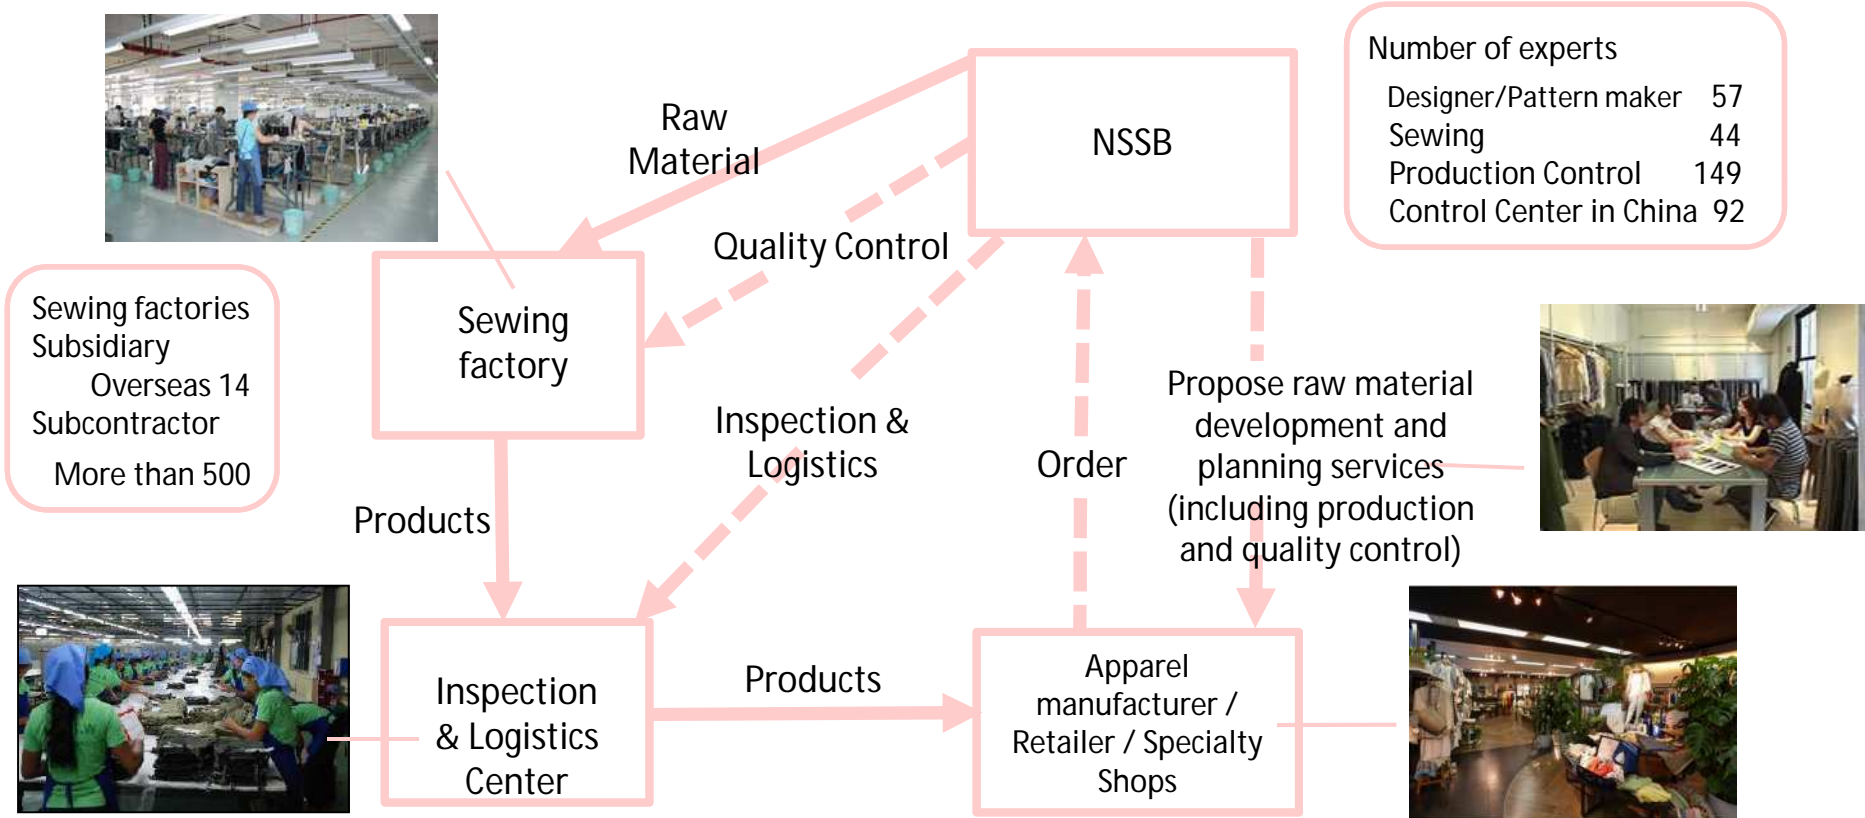 Number of experts
Designer/Pattern maker 57
Sewing 44
Production Control 149
Control Center in China 92
Raw
Material
NSSB
Quality Control
Sewing factories
Subsidiary
Overseas 14
Subcontractor
More than 500
Sewing
factory
Inspection &
Logistics
Order
Propose raw material
development and
planning services
(including production
and quality control)
Products
Inspection
& Logistics
Center
Products
Apparel
manufacturer /
Retailer / Specialty
Shops